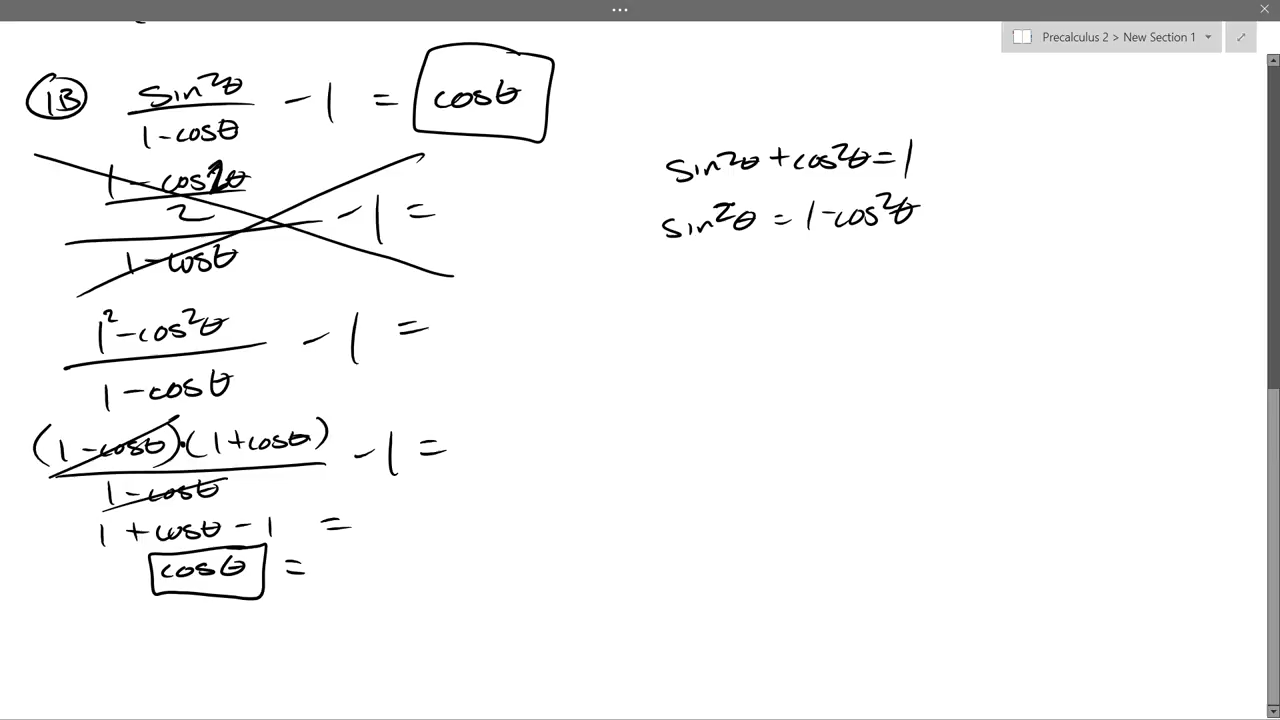 Precalculus 2 > New Section 1
1B sin²θ / 1-cosθ - 1 = cosθ
1-cos2θ / 2 / 1-cosθ - 1 =
1²-cos²θ / 1-cosθ - 1 =
(1-cosθ)·(1+cosθ) / 1-cosθ - 1 =
1+cosθ-1 =
cosθ =
sin²θ+cos²θ=1
sin²θ = 1-cos²θ